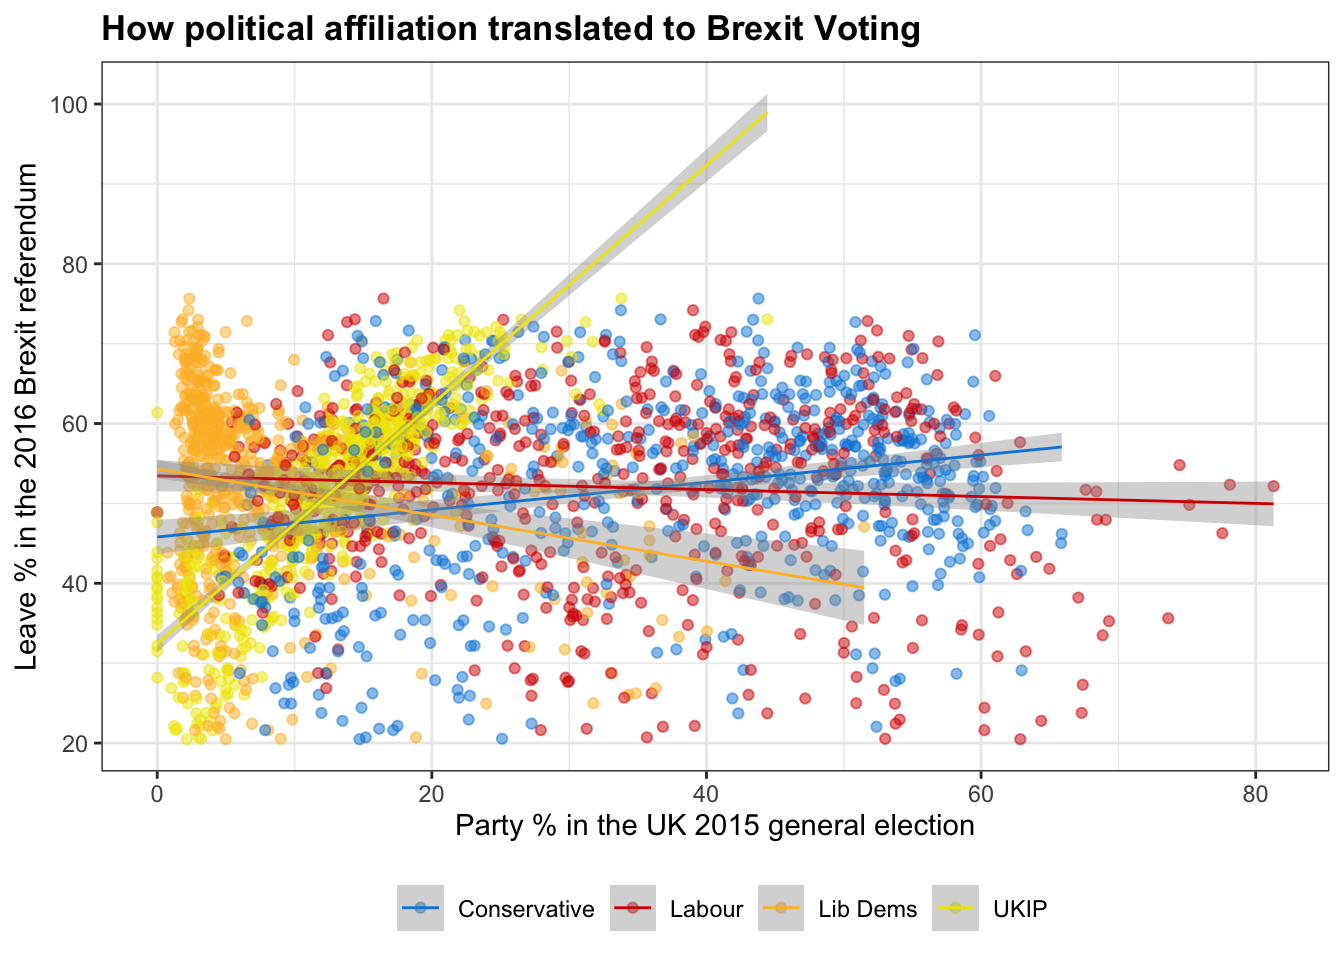 How political affiliation translated to Brexit Voting
Leave % in the 2016 Brexit referendum
100
80
60
40
20
0 20 40 60 80
Party % in the UK 2015 general election
Conservative Labour Lib Dems UKIP